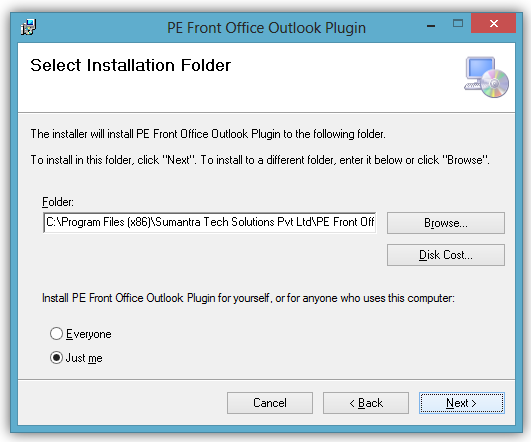 PE Front Office Outlook Plugin
Select Installation Folder
The installer will install PE Front Office Outlook Plugin to the following folder.
To install in this folder, click "Next". To install to a different folder, enter it below or click "Browse".
Folder:
C:\Program Files (x86)\Sumantra Tech Solutions Pvt Ltd\PE Front Off
Browse...
Disk Cost...
Install PE Front Office Outlook Plugin for yourself, or for anyone who uses this computer:
Everyone
Just me
Cancel
< Back
Next >